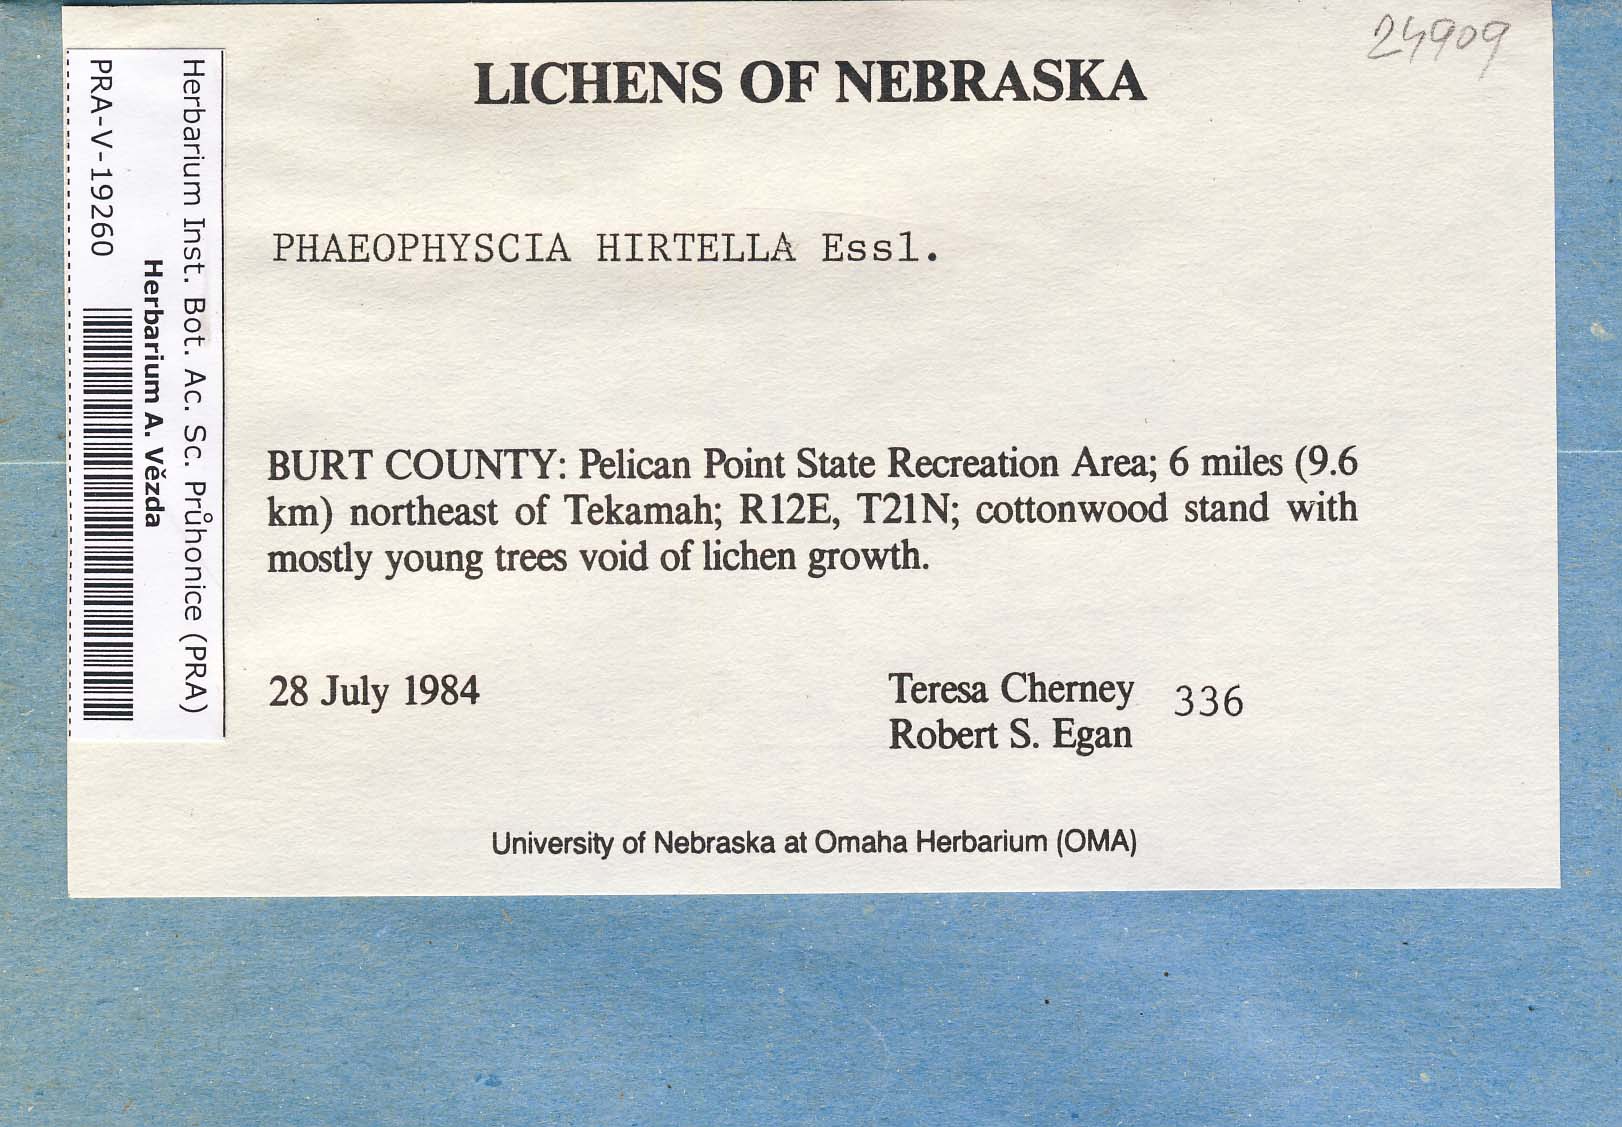 24909
LICHENS OF NEBRASKA
PHAEOPHYSCIA HIRTELLA Essl.
BURT COUNTY: Pelican Point State Recreation Area; 6 miles (9.6
km) northeast of Tekamah; R12E, T21N; cottonwood stand with
mostly young trees void of lichen growth.
28 July 1984
Teresa Cherney 336
Robert S. Egan
University of Nebraska at Omaha Herbarium (OMA)
Herbarium Inst. Bot. Ac. Sc. Průhonice (PRA)
Herbarium A. Vězda
PRA-V-19260